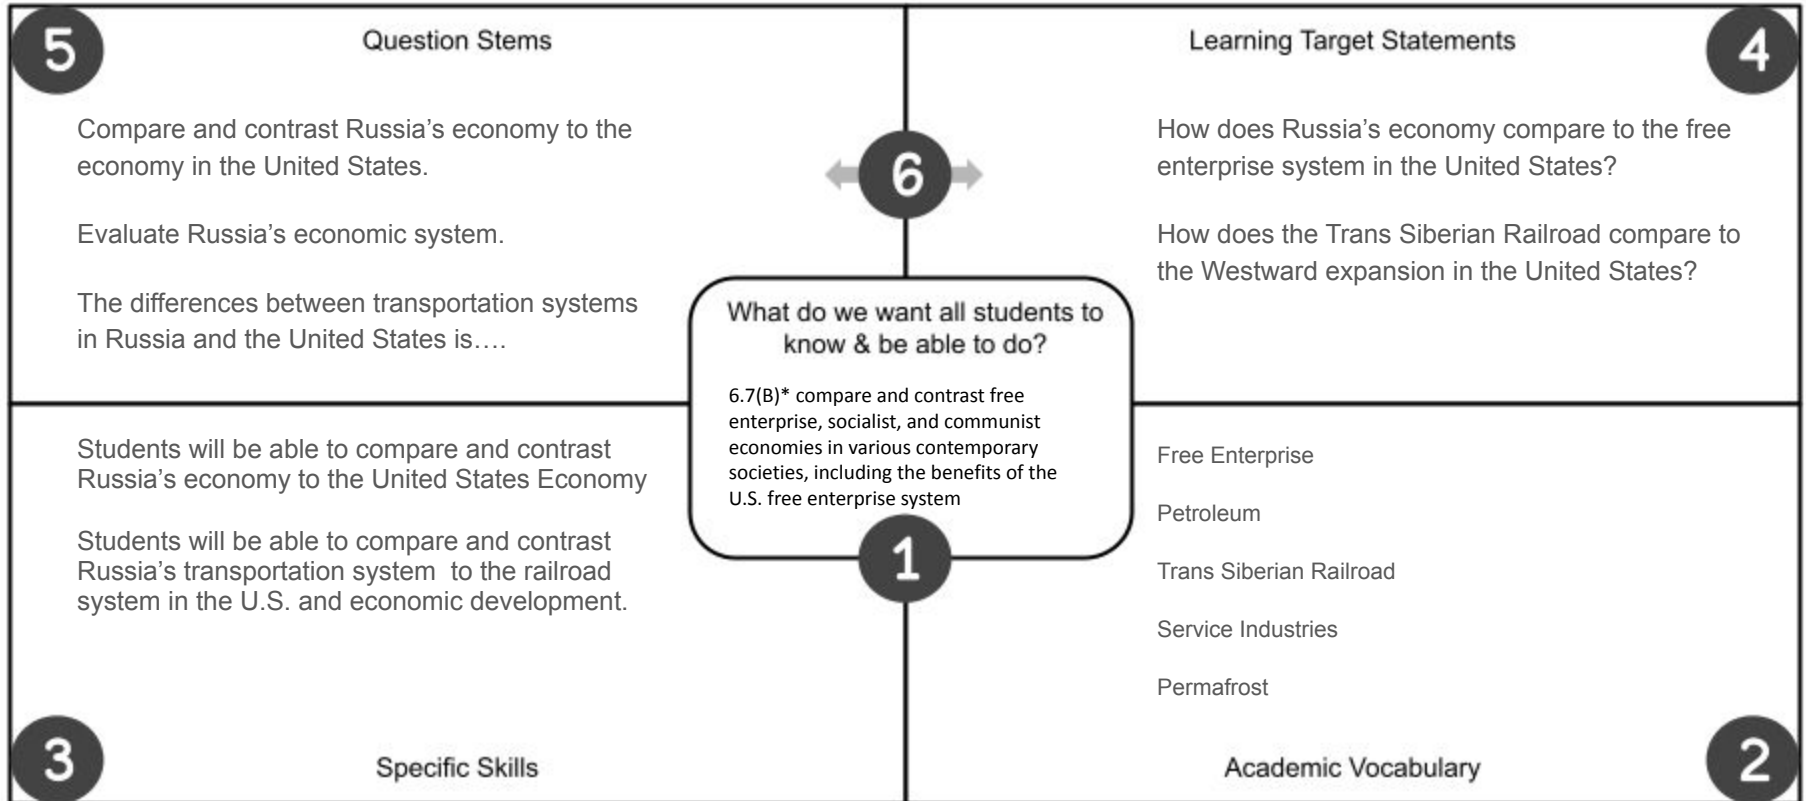 5
Question Stems
Compare and contrast Russia’s economy to the
economy in the United States.
Evaluate Russia’s economic system.
The differences between transportation systems
in Russia and the United States is….
4
Learning Target Statements
How does Russia’s economy compare to the free
enterprise system in the United States?
How does the Trans Siberian Railroad compare to
the Westward expansion in the United States?
6
What do we want all students to
know & be able to do?
6.7(B)* compare and contrast free
enterprise, socialist, and communist
economies in various contemporary
societies, including the benefits of the
U.S. free enterprise system
1
Students will be able to compare and contrast
Russia’s economy to the United States Economy
Students will be able to compare and contrast
Russia’s transportation system  to the railroad
system in the U.S. and economic development.
3
Specific Skills
Free Enterprise
Petroleum
Trans Siberian Railroad
Service Industries
Permafrost
Academic Vocabulary
2